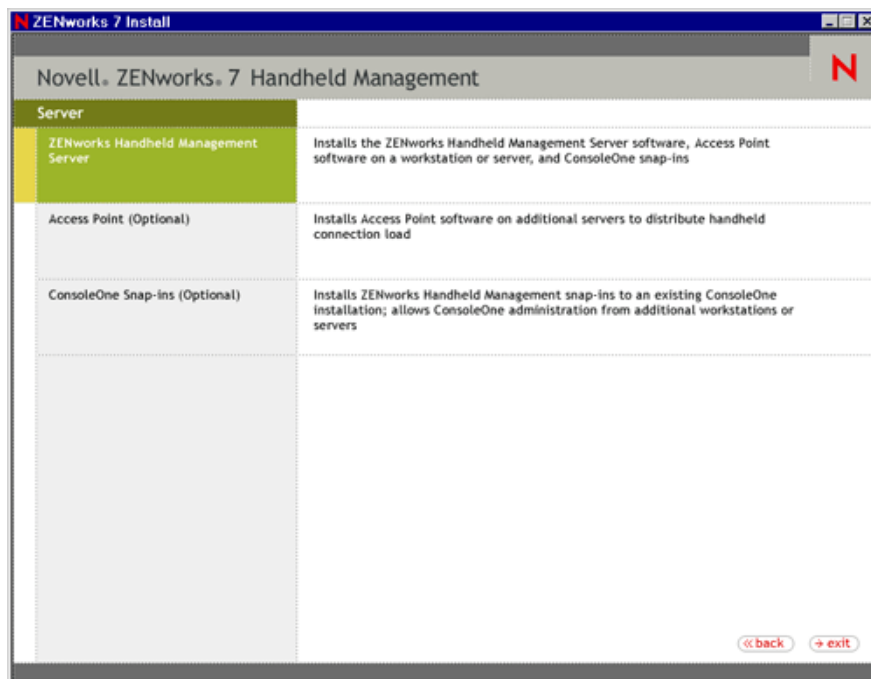 N ZENworks 7 Install
Novell® ZENworks® 7 Handheld Management
N
Server
ZENworks Handheld Management
Server
Installs the ZENworks Handheld Management Server software, Access Point
software on a workstation or server, and ConsoleOne snap-ins
Access Point (Optional)
Installs Access Point software on additional servers to distribute handheld
connection load
ConsoleOne Snap-ins (Optional)
Installs ZENworks Handheld Management snap-ins to an existing ConsoleOne
installation; allows ConsoleOne administration from additional workstations or
servers
back
exit